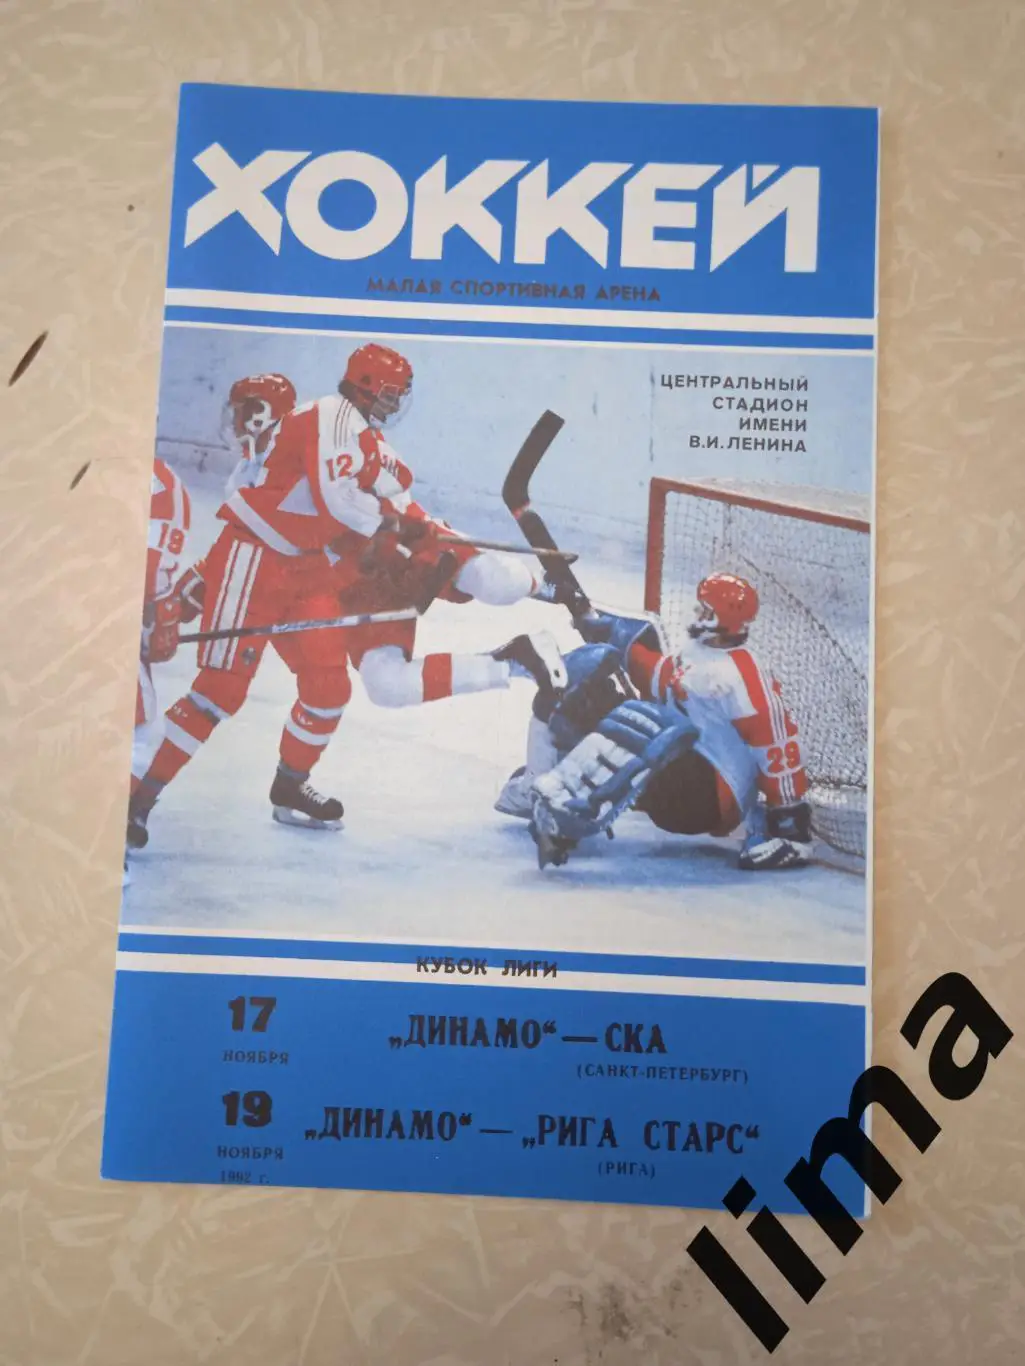 ХОККЕЙ
МАЛАЯ СПОРТИВНАЯ АРЕНА
ЦЕНТРАЛЬНЫЙ
СТАДИОН
ИМЕНИ
В.И.ЛЕНИНА
12
19
29
КУБОК ЛИГИ
17
НОЯБРЯ
„ДИНАМО“ — СКА
(САНКТ-ПЕТЕРБУРГ)
19
НОЯБРЯ
1992 г.
„ДИНАМО“ — „РИГА СТАРС“
(РИГА)
lima